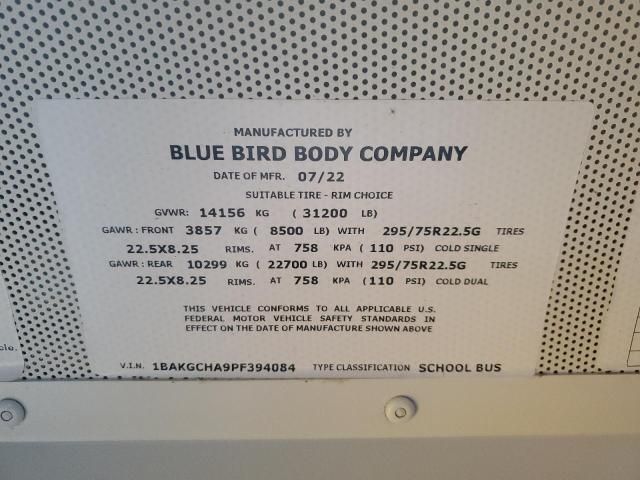 MANUFACTURED BY
BLUE BIRD BODY COMPANY
DATE OF MFR. 07/22
SUITABLE TIRE - RIM CHOICE
GVWR: 14156 KG ( 31200 LB)
GAWR: FRONT 3857 KG ( 8500 LB) WITH 295/75R22.5G TIRES
22.5X8.25 RIMS. AT 758 KPA (110 PSI) COLD SINGLE
GAWR: REAR 10299 KG ( 22700 LB) WITH 295/75R22.5G TIRES
22.5X8.25 RIMS. AT 758 KPA (110 PSI) COLD DUAL
THIS VEHICLE CONFORMS TO ALL APPLICABLE U.S.
FEDERAL MOTOR VEHICLE SAFETY STANDARDS IN
EFFECT ON THE DATE OF MANUFACTURE SHOWN ABOVE
cle.
V.I.N. 1BAKGCHA9PF394084 TYPE CLASSIFICATION SCHOOL BUS